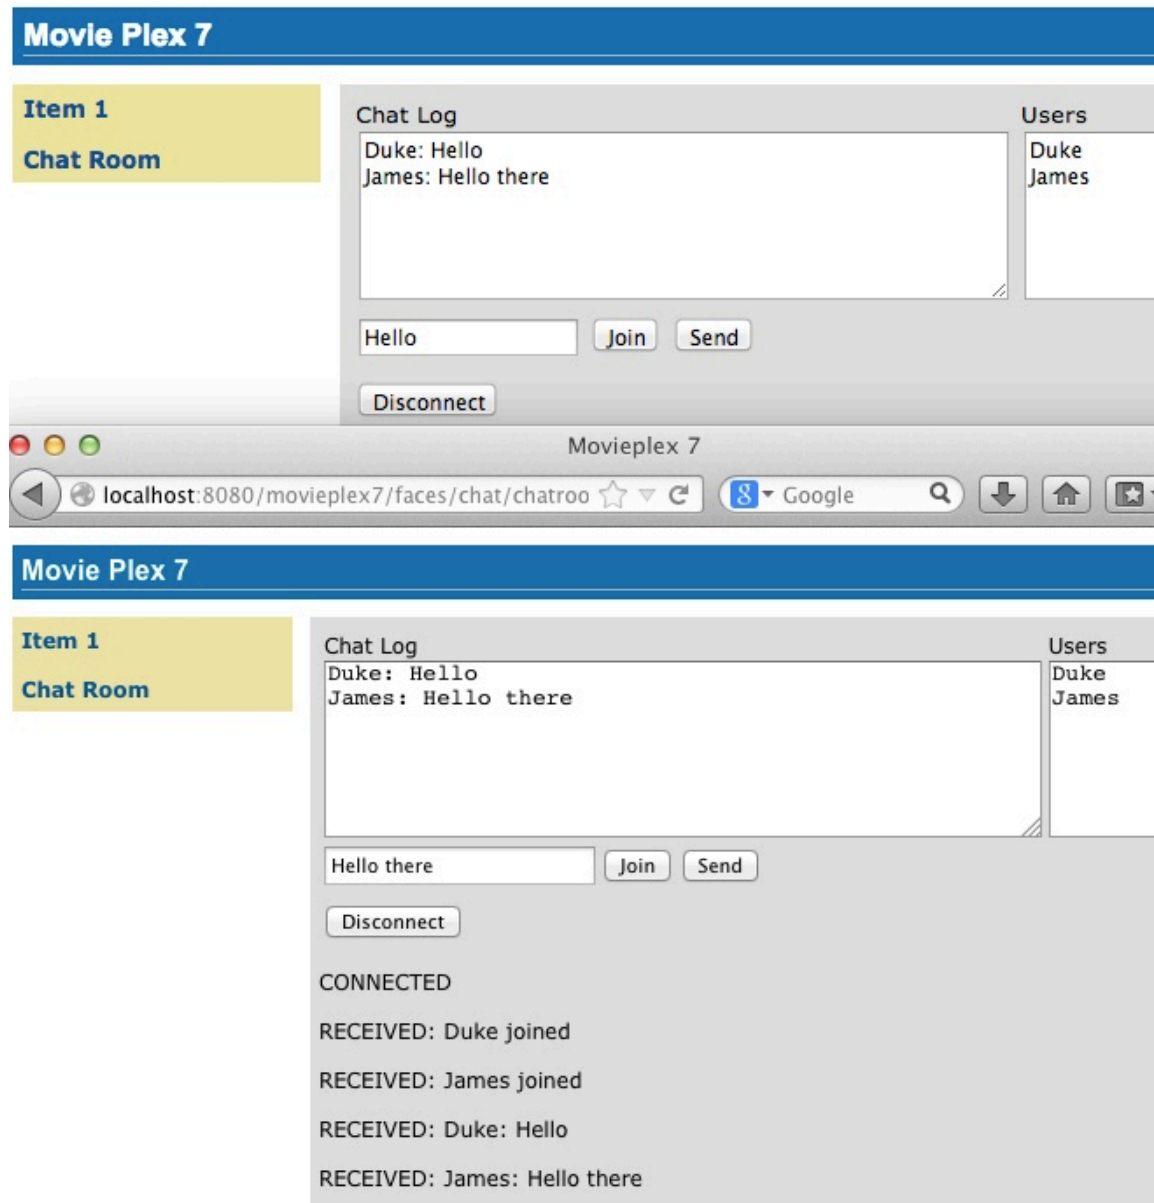 Movie Plex 7
Item 1
Chat Room
Chat Log
Users
Duke: Hello
James: Hello there
Duke
James
Hello
Join
Send
Disconnect
Movieplex 7
localhost:8080/movieplex7/faces/chat/chatroo
8
Google
Movie Plex 7
Item 1
Chat Room
Chat Log
Users
Duke: Hello
James: Hello there
Duke
James
Hello there
Join
Send
Disconnect
CONNECTED
RECEIVED: Duke joined
RECEIVED: James joined
RECEIVED: Duke: Hello
RECEIVED: James: Hello there